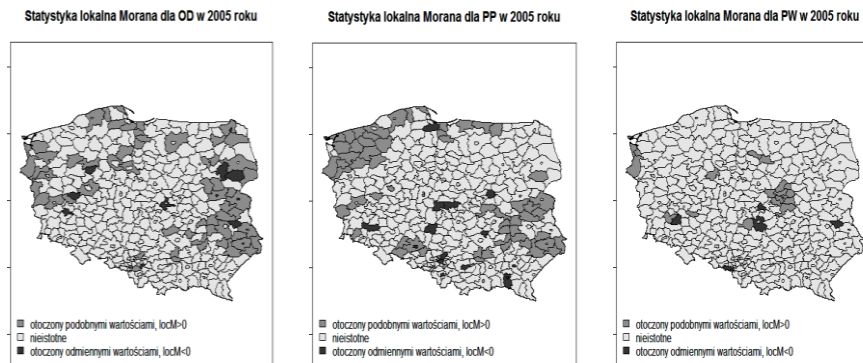 Statystyka lokalna Morana dla OD w 2005 roku
otoczony podobnymi wartościami, locM>0
nieistotne
otoczony odmiennymi wartościami, locM<0
Statystyka lokalna Morana dla PP w 2005 roku
otoczony podobnymi wartościami, locM>0
nieistotne
otoczony odmiennymi wartościami, locM<0
Statystyka lokalna Morana dla PW w 2005 roku
otoczony podobnymi wartościami, locM>0
nieistotne
otoczony odmiennymi wartościami, locM<0